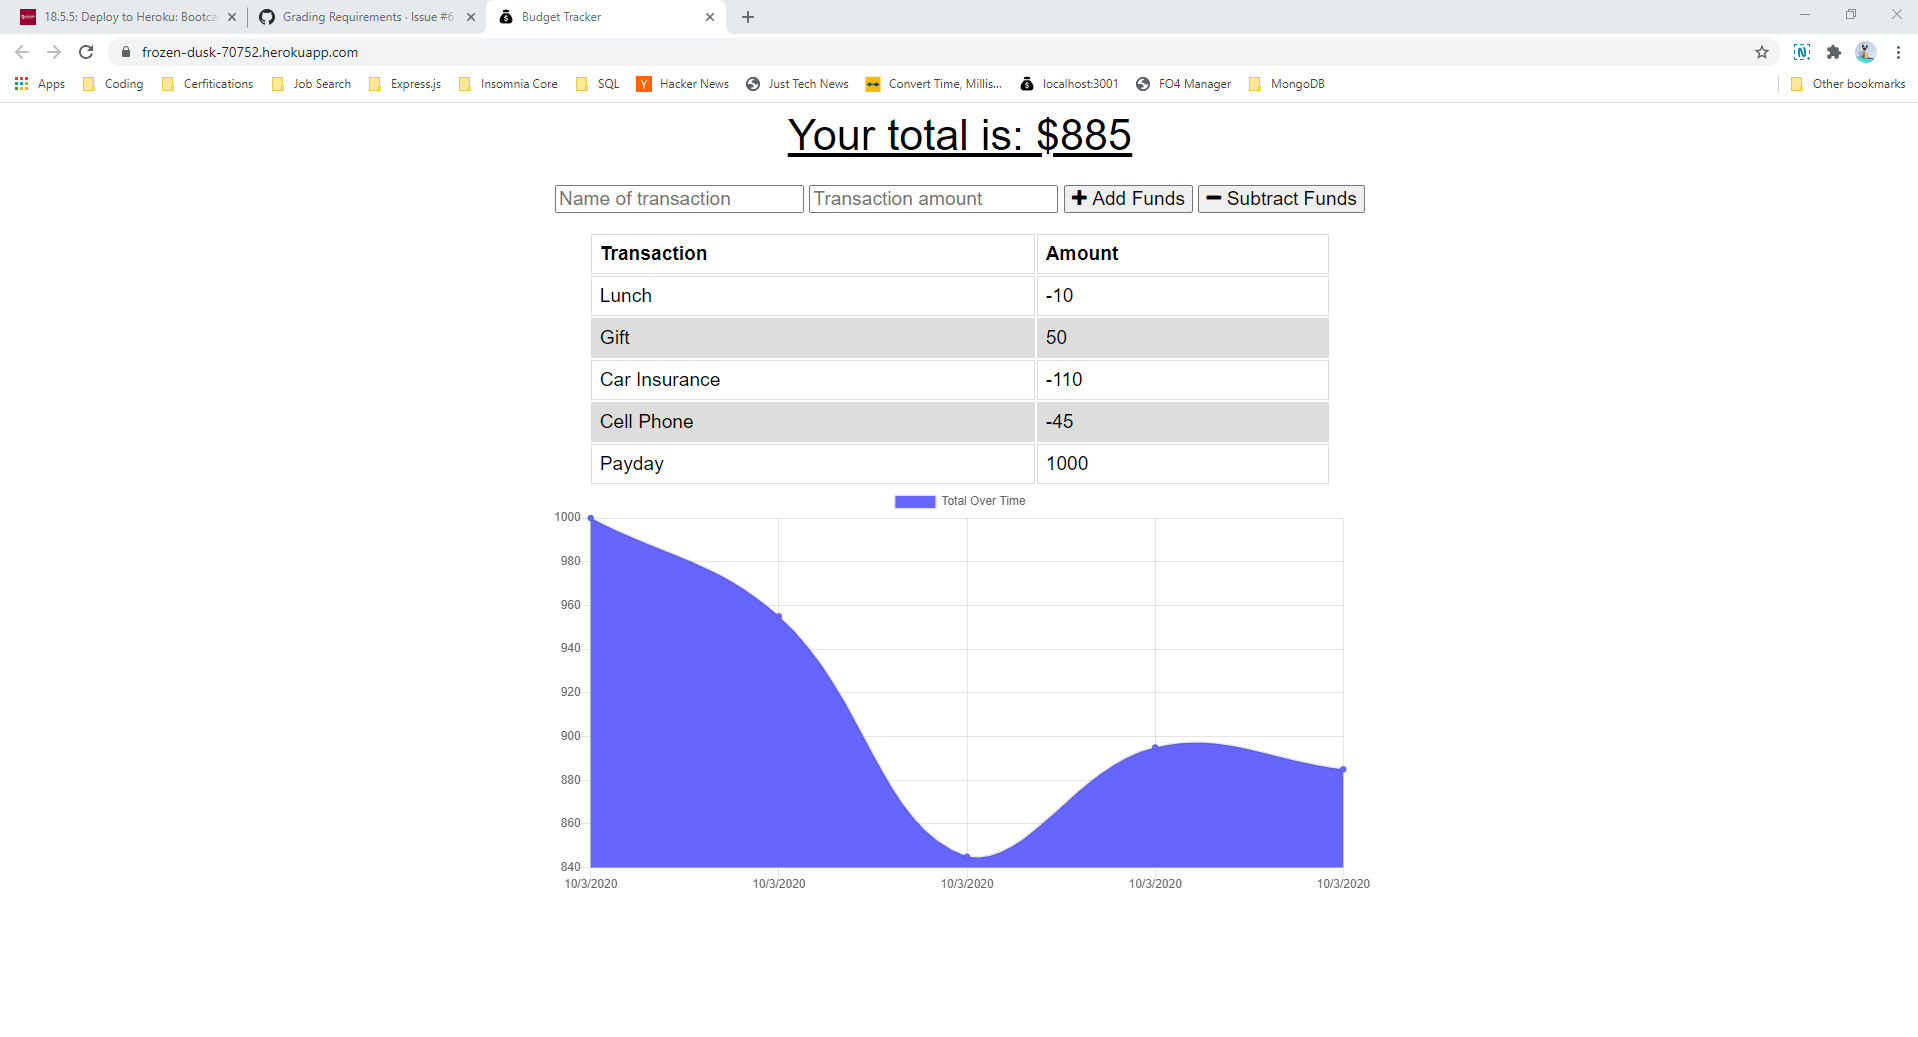 18.5.5: Deploy to Heroku: Bootca
Grading Requirements · Issue #6
Budget Tracker
frozen-dusk-70752.herokuapp.com
Apps Coding Cerfitications Job Search Express.js Insomnia Core SQL Hacker News Just Tech News Convert Time, Millis... localhost:3001 FO4 Manager MongoDB Other bookmarks
Your total is: $885
Name of transaction Transaction amount Add Funds Subtract Funds
Transaction Amount
Lunch -10
Gift 50
Car Insurance -110
Cell Phone -45
Payday 1000
Total Over Time
1000
980
960
940
920
900
880
860
840
10/3/2020 10/3/2020 10/3/2020 10/3/2020 10/3/2020